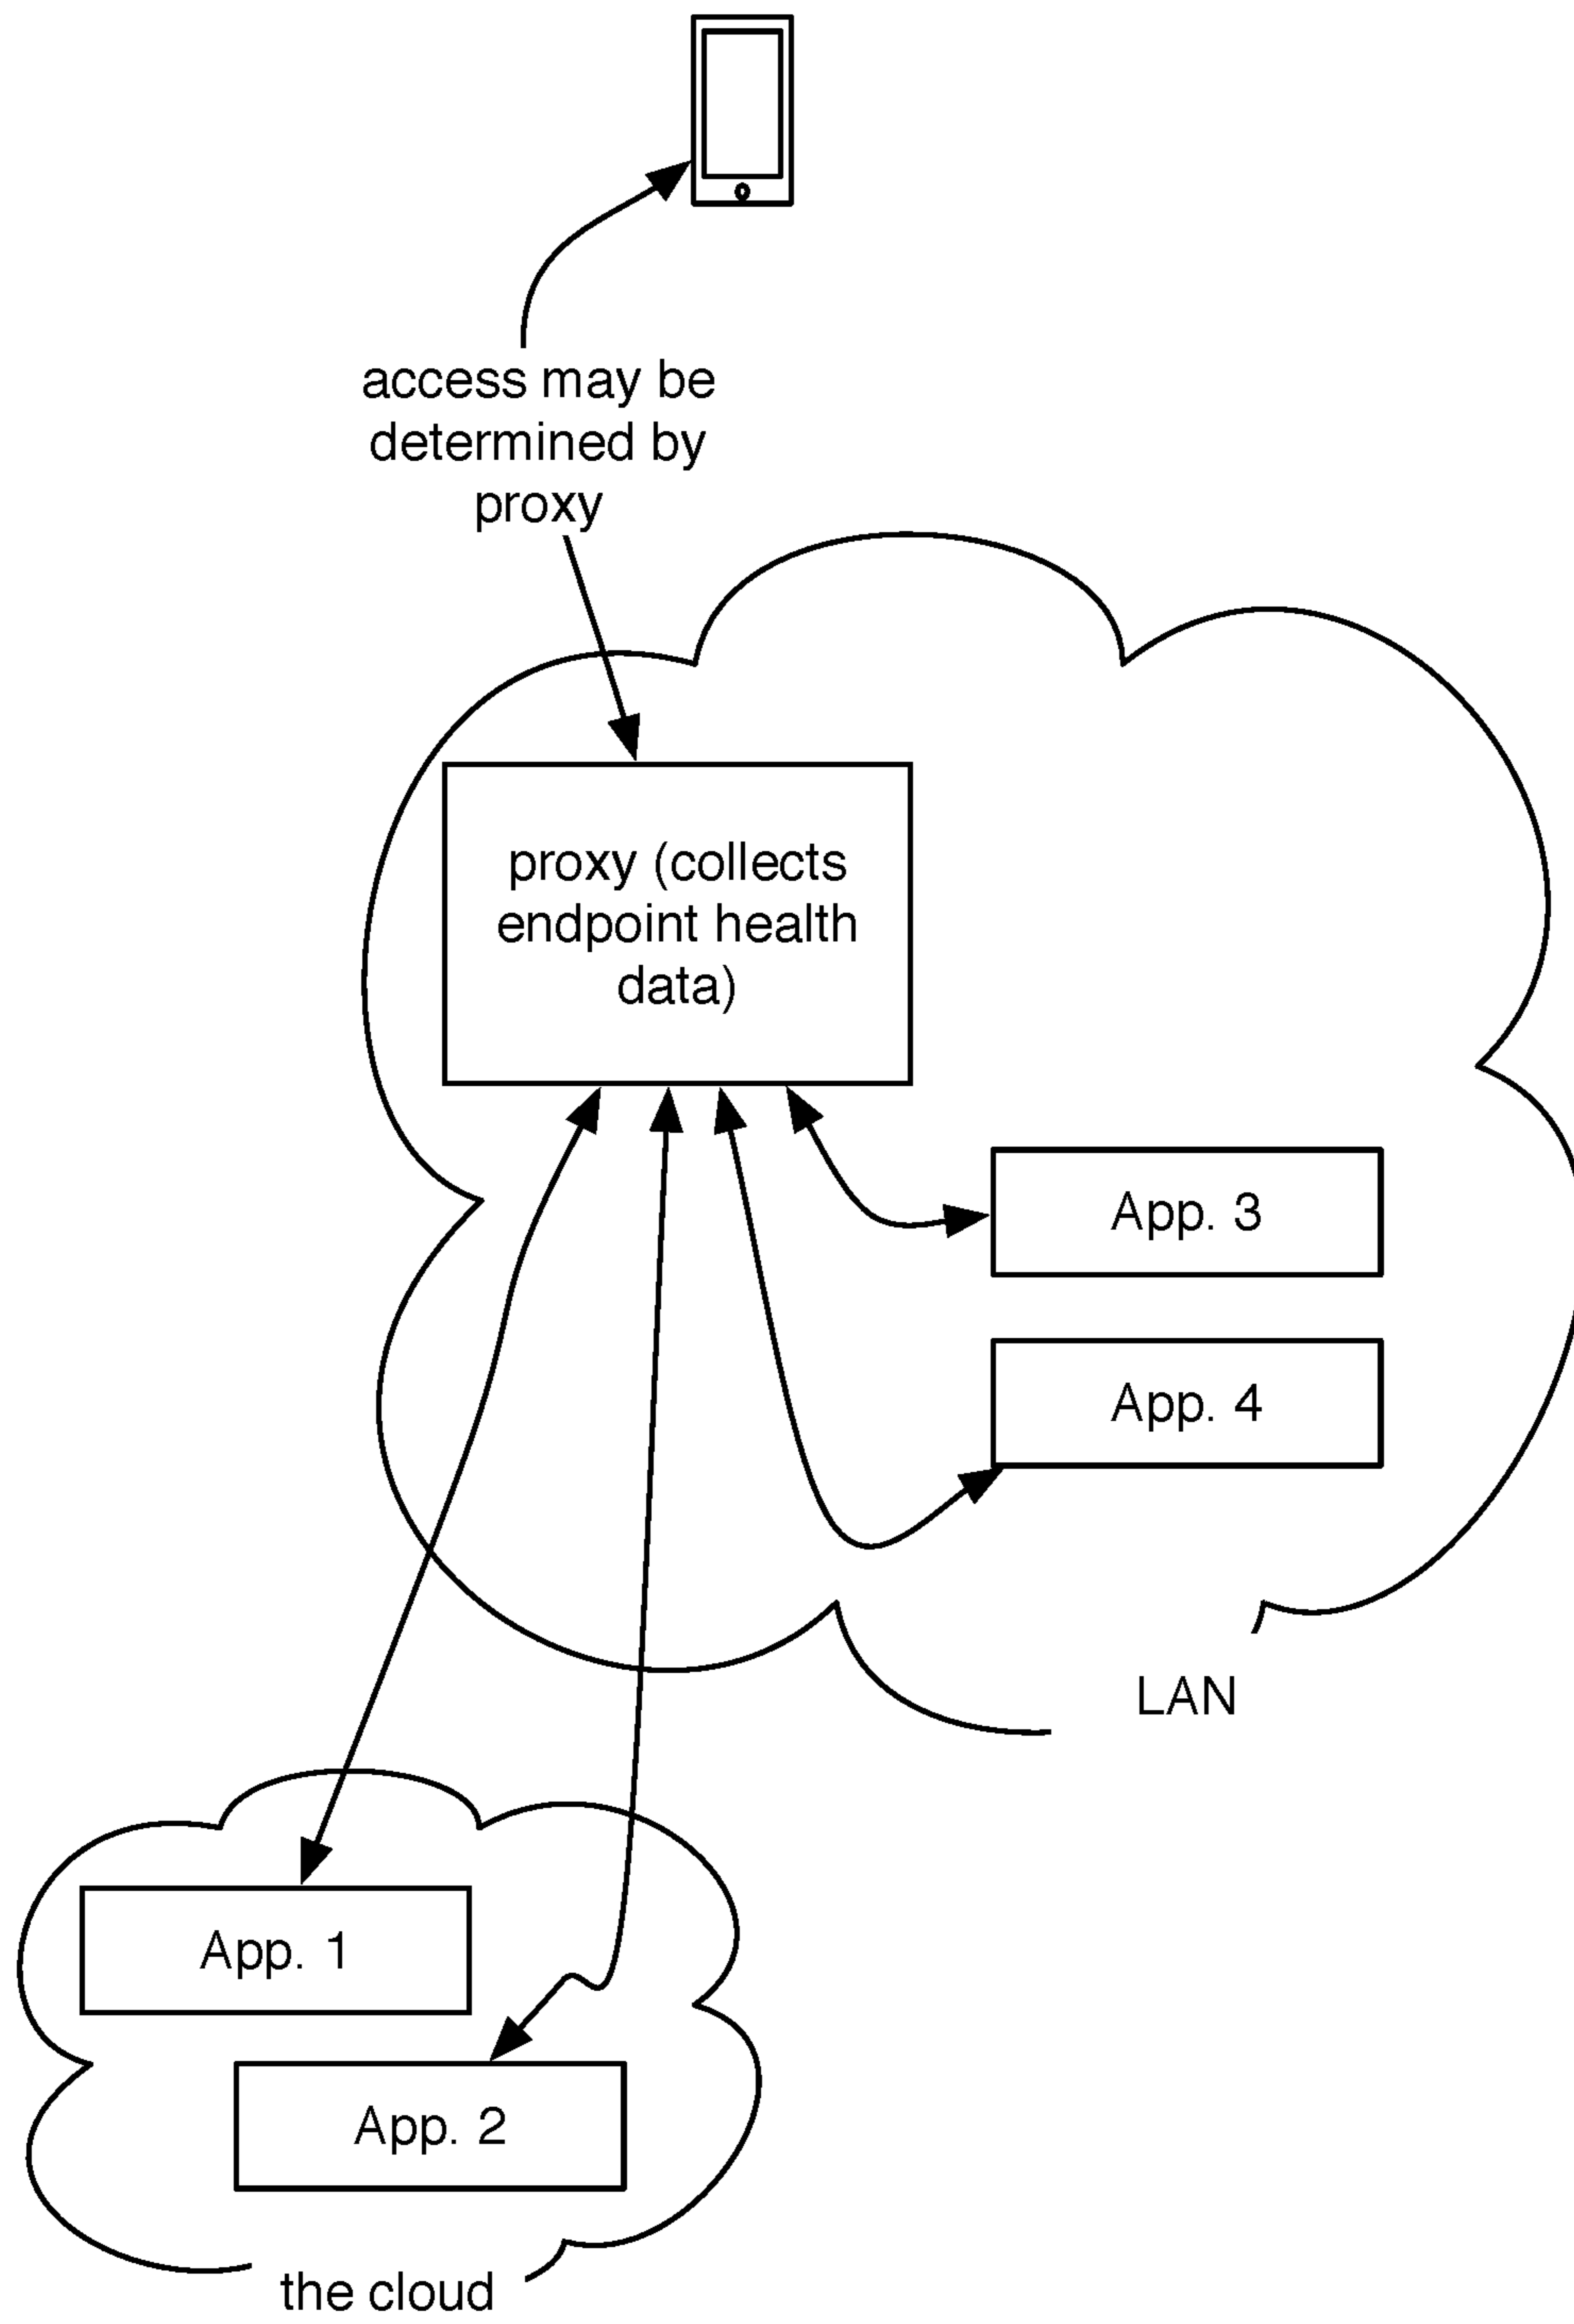 access may be
determined by
proxy
proxy (collects
endpoint health
data)
App. 3
App. 4
LAN
App. 1
App. 2
the cloud